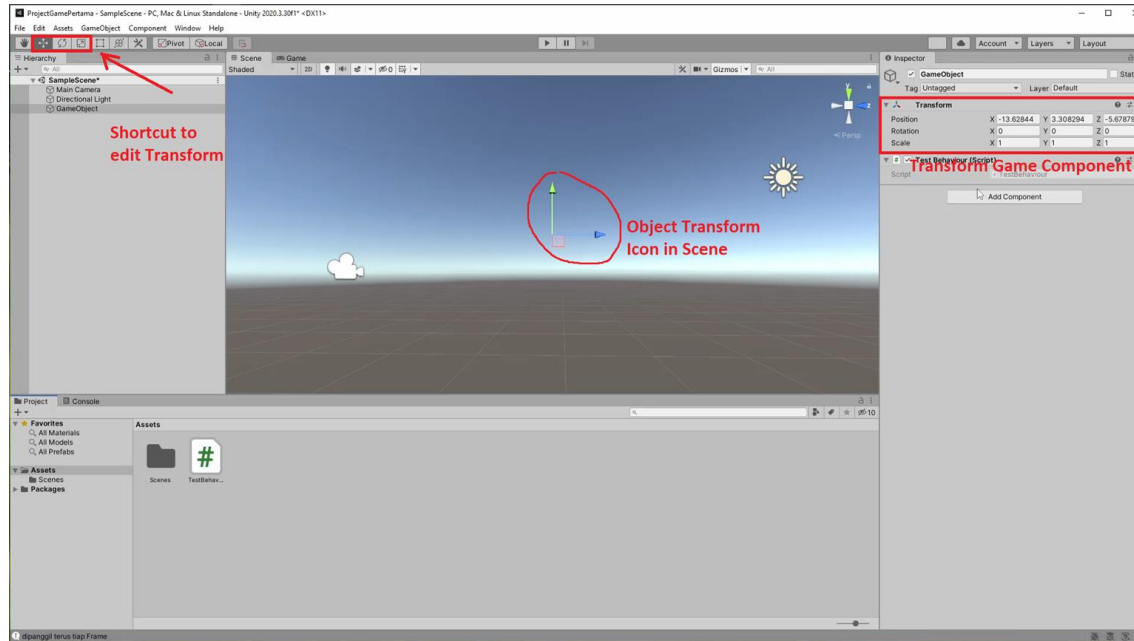 ProjectGamePertama - SampleScene - PC, Mac & Linux Standalone - Unity 2020.3.30f1* <DX11>
File Edit Assets GameObject Component Window Help
Pivot Local
Account Layers Layout
Hierarchy
All
SampleScene*
Main Camera
Directional Light
GameObject
Shortcut to
edit Transform
Scene Game
Shaded 2D 0 Gizmos All
y
z
Persp
Object Transform
Icon in Scene
Inspector
GameObject Stat
Tag Untagged Layer Default
Transform
Position X -13.62844 Y 3.308294 Z -5.67879
Rotation X 0 Y 0 Z 0
Scale X 1 Y 1 Z 1
# Test Behaviour (Script)
Transform Game Component
Script TestBehaviour
Add Component
Project Console
10
Favorites
All Materials
All Models
All Prefabs
Assets
Scenes
Packages
Assets
#
Scenes TestBehav...
dipanggil terus tiap Frame